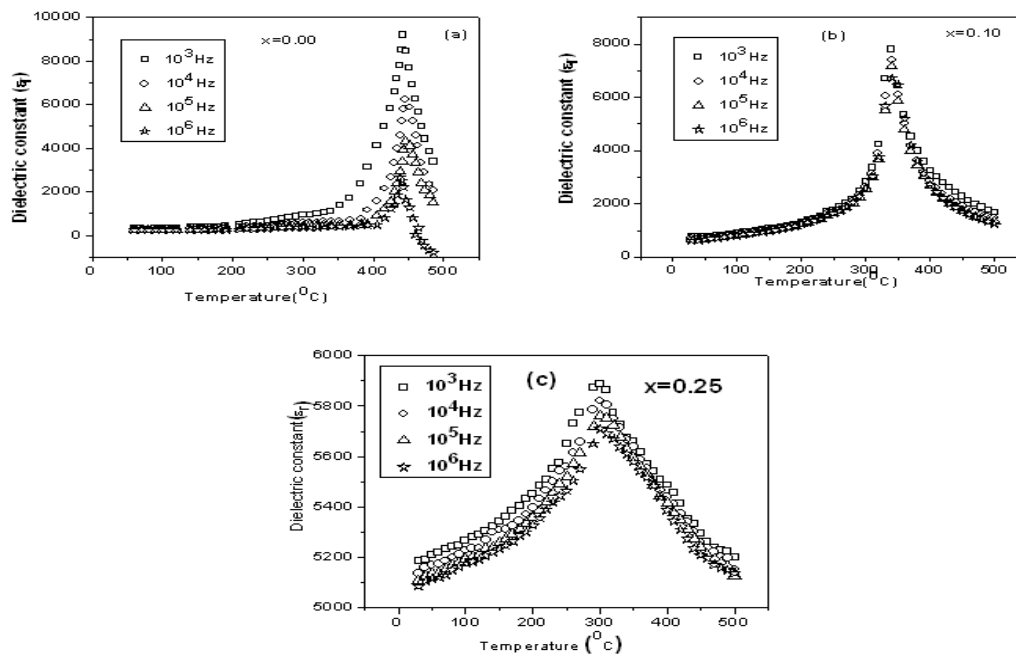 10000
8000
6000
4000
2000
0
Dielectric constant (εr)
10³Hz
10⁴Hz
10⁵Hz
10⁶Hz
x=0.00
(a)
0 100 200 300 400 500
Temperature(⁰C)
8000
6000
4000
2000
0
Dielectric constant (εr)
10³Hz
10⁴Hz
10⁵Hz
10⁶Hz
(b)
x=0.10
0 100 200 300 400 500
Temperature(⁰C)
6000
5800
5600
5400
5200
5000
Dielectric constant(εr)
10³Hz
10⁴Hz
10⁵Hz
10⁶Hz
(c)
x=0.25
0 100 200 300 400 500
Temperature (⁰C)